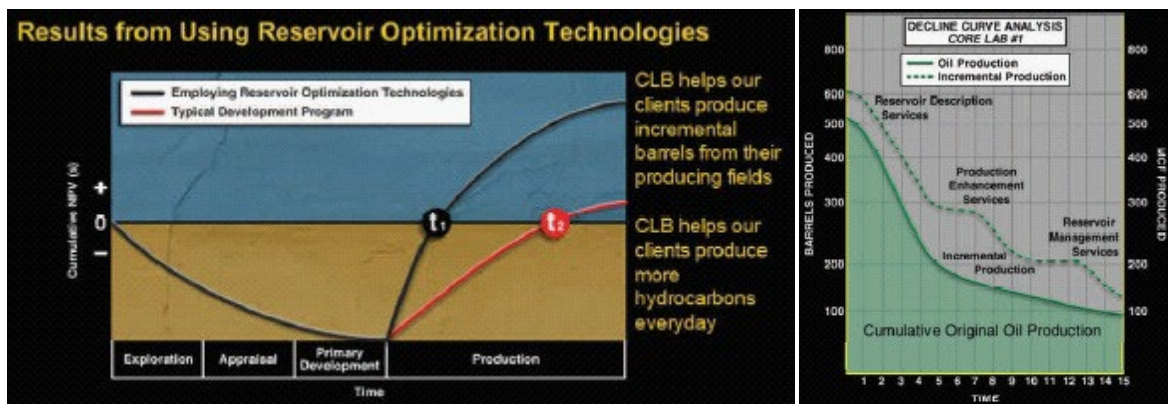 Results from Using Reservoir Optimization Technologies
Employing Reservoir Optimization Technologies
Typical Development Program
Cumulative NPV ($)
+
0
−
t1
t2
Exploration
Appraisal
Primary
Development
Production
Time
CLB helps our
clients produce
incremental
barrels from their
producing fields
CLB helps our
clients produce
more
hydrocarbons
everyday
DECLINE CURVE ANALYSIS
CORE LAB #1
Oil Production
Incremental Production
BARRELS PRODUCED
800
600
500
400
300
200
100
Reservoir Description
Services
Production
Enhancement
Services
Reservoir
Management
Services
Incremental
Production
Cumulative Original Oil Production
800
600
500
400
300
200
100
MCF PRODUCED
1 2 3 4 5 6 7 8 9 10 11 12 13 14 15
TIME